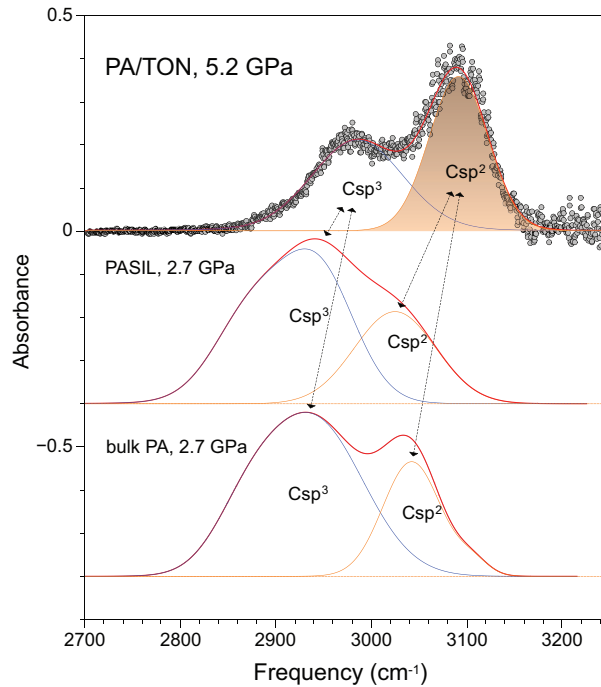 0.5
PA/TON, 5.2 GPa
Csp³
Csp²
0
PASIL, 2.7 GPa
Csp³
Csp²
Absorbance
−0.5
bulk PA, 2.7 GPa
Csp³
Csp²
2700 2800 2900 3000 3100 3200
Frequency (cm⁻¹)